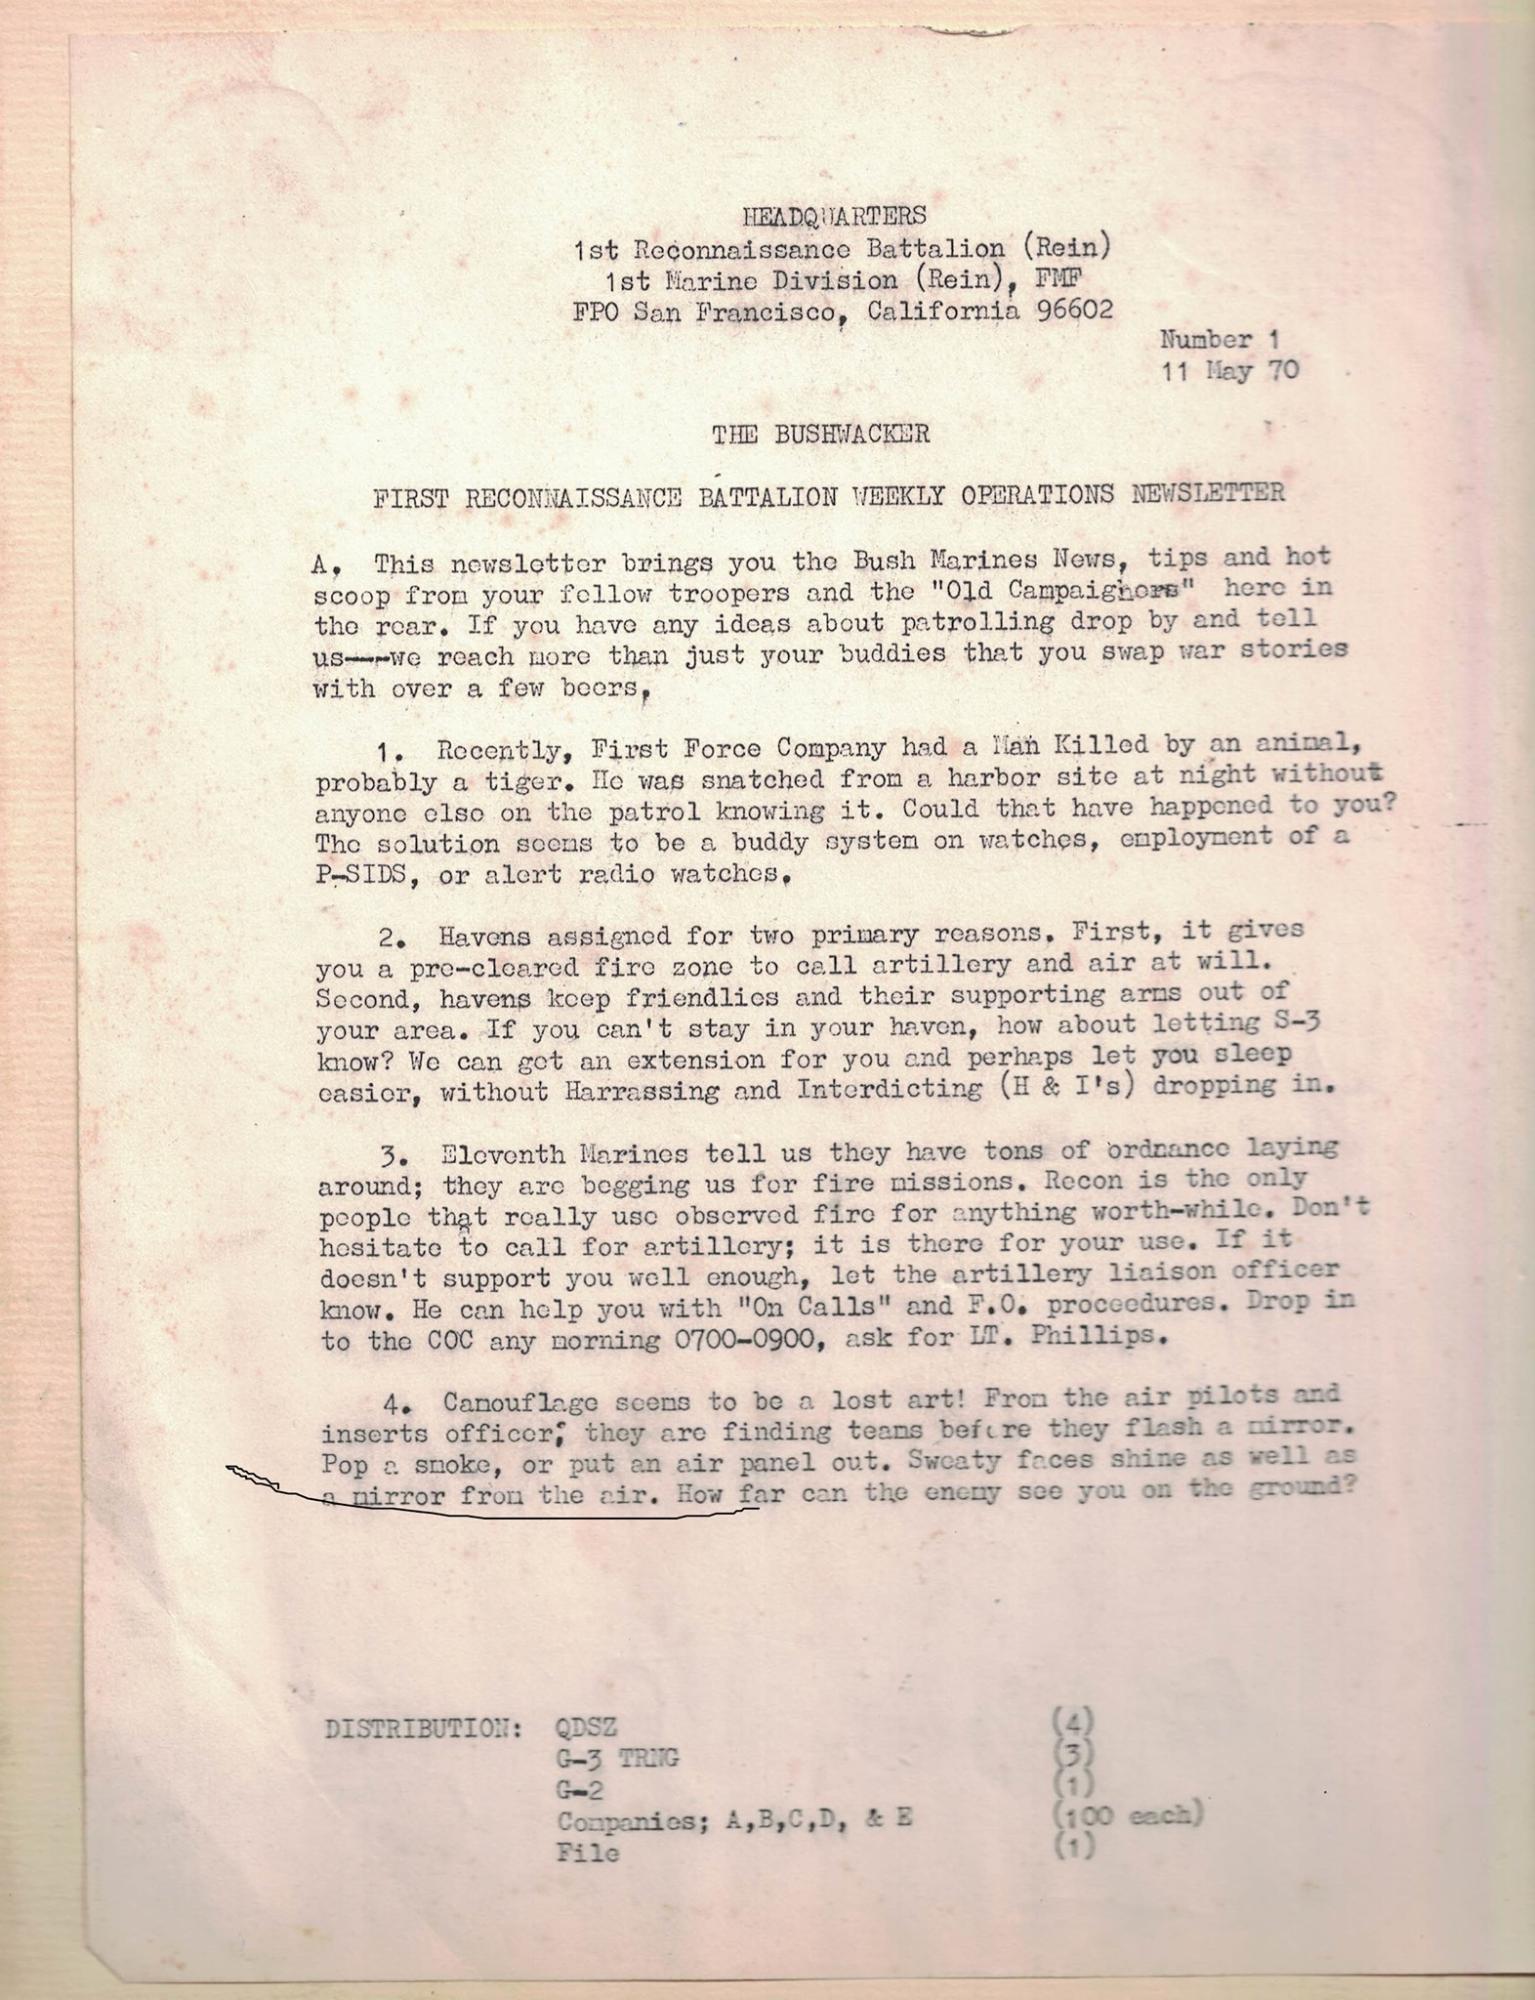 HEADQUARTERS
1st Reconnaissance Battalion (Rein)
1st Marine Division (Rein), FMF
FPO San Francisco, California 96602
Number 1
11 May 70
THE BUSHWACKER
FIRST RECONNAISSANCE BATTALION WEEKLY OPERATIONS NEWSLETTER
A. This newsletter brings you the Bush Marines News, tips and hot
scoop from your fellow troopers and the "Old Campaighers" here in
the rear. If you have any ideas about patrolling drop by and tell
us---we reach more than just your buddies that you swap war stories
with over a few beers,
1. Recently, First Force Company had a Man Killed by an animal,
probably a tiger. He was snatched from a harbor site at night without
anyone else on the patrol knowing it. Could that have happened to you?
The solution seems to be a buddy system on watches, employment of a
P-SIDS, or alert radio watches.
2. Havens assigned for two primary reasons. First, it gives
you a pre-cleared fire zone to call artillery and air at will.
Second, havens keep friendlies and their supporting arms out of
your area. If you can't stay in your haven, how about letting S-3
know? We can get an extension for you and perhaps let you sleep
easier, without Harrassing and Interdicting (H & I's) dropping in.
3. Eleventh Marines tell us they have tons of ordnance laying
around; they are begging us for fire missions. Recon is the only
people that really use observed fire for anything worth-while. Don't
hesitate to call for artillery; it is there for your use. If it
doesn't support you well enough, let the artillery liaison officer
know. He can help you with "On Calls" and F.O. proceedures. Drop in
to the COC any morning 0700-0900, ask for LT. Phillips.
4. Camouflage seems to be a lost art! From the air pilots and
inserts officer; they are finding teams before they flash a mirror.
Pop a smoke, or put an air panel out. Sweaty faces shine as well as
a mirror from the air. How far can the enemy see you on the ground?
DISTRIBUTION: QDSZ (4)
G-3 TRNG (3)
G-2 (1)
Companies; A,B,C,D, & E (100 each)
File (1)